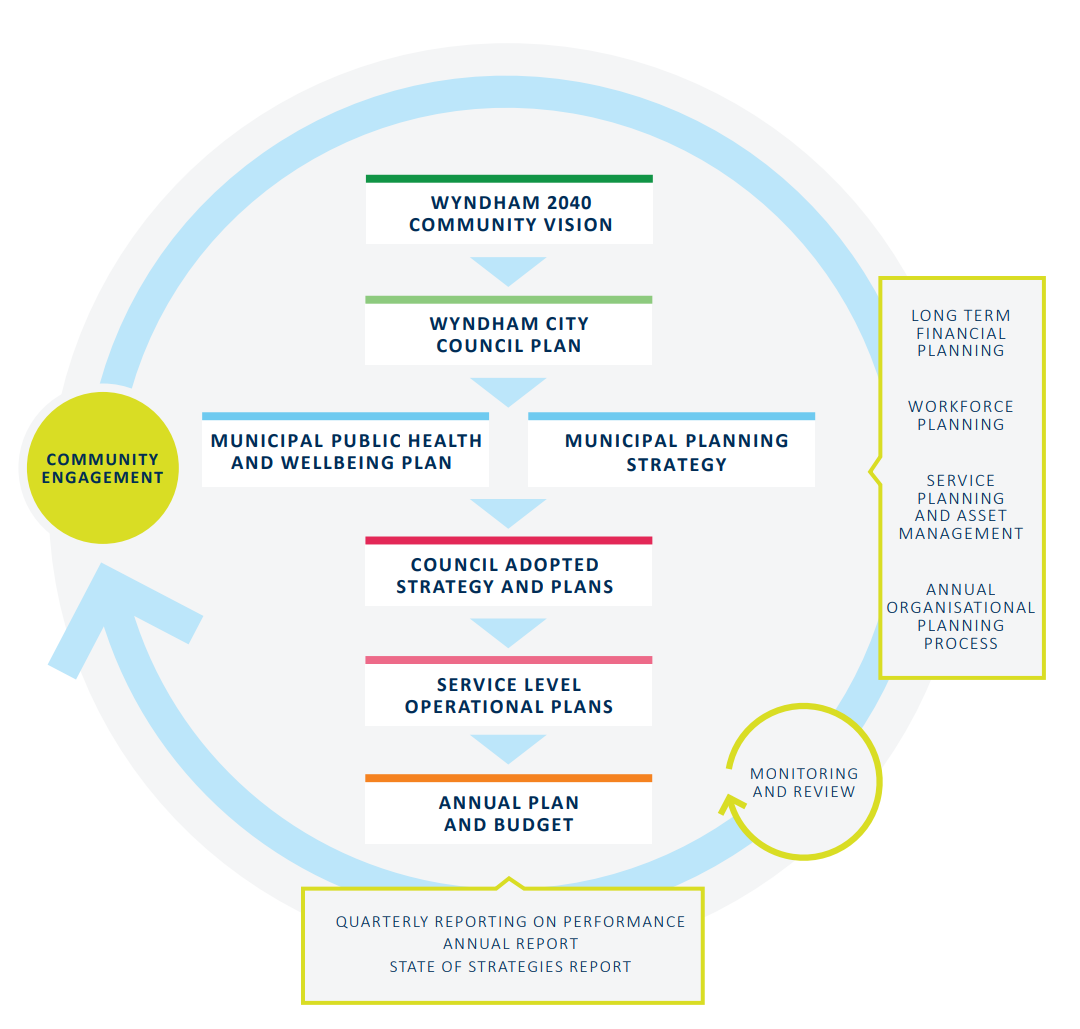 WYNDHAM 2040
COMMUNITY VISION
WYNDHAM CITY
COUNCIL PLAN
MUNICIPAL PUBLIC HEALTH
AND WELLBEING PLAN
MUNICIPAL PLANNING
STRATEGY
COUNCIL ADOPTED
STRATEGY AND PLANS
SERVICE LEVEL
OPERATIONAL PLANS
ANNUAL PLAN
AND BUDGET
COMMUNITY
ENGAGEMENT
LONG TERM
FINANCIAL
PLANNING
WORKFORCE
PLANNING
SERVICE
PLANNING
AND ASSET
MANAGEMENT
ANNUAL
ORGANISATIONAL
PLANNING
PROCESS
MONITORING
AND REVIEW
QUARTERLY REPORTING ON PERFORMANCE
ANNUAL REPORT
STATE OF STRATEGIES REPORT